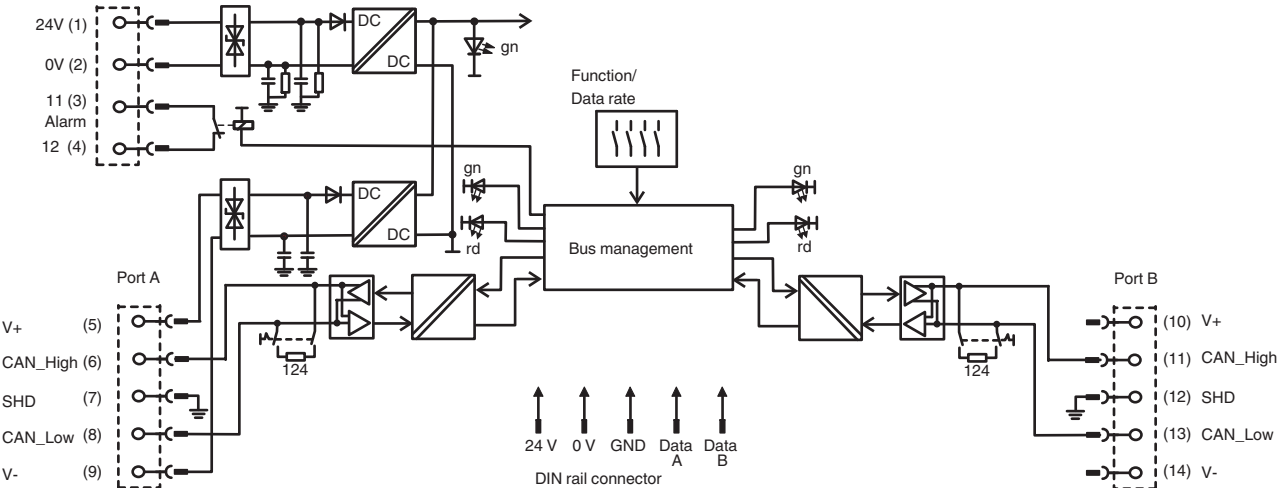 24V (1)
0V (2)
11 (3)
Alarm
12 (4)
DC
DC
gn
Function/
Data rate
DC
DC
gn
rd
Bus management
gn
rd
Port A
V+ (5)
CAN_High (6)
SHD (7)
CAN_Low (8)
V- (9)
124
24 V
0 V
GND
Data
A
Data
B
DIN rail connector
124
Port B
(10) V+
(11) CAN_High
(12) SHD
(13) CAN_Low
(14) V-